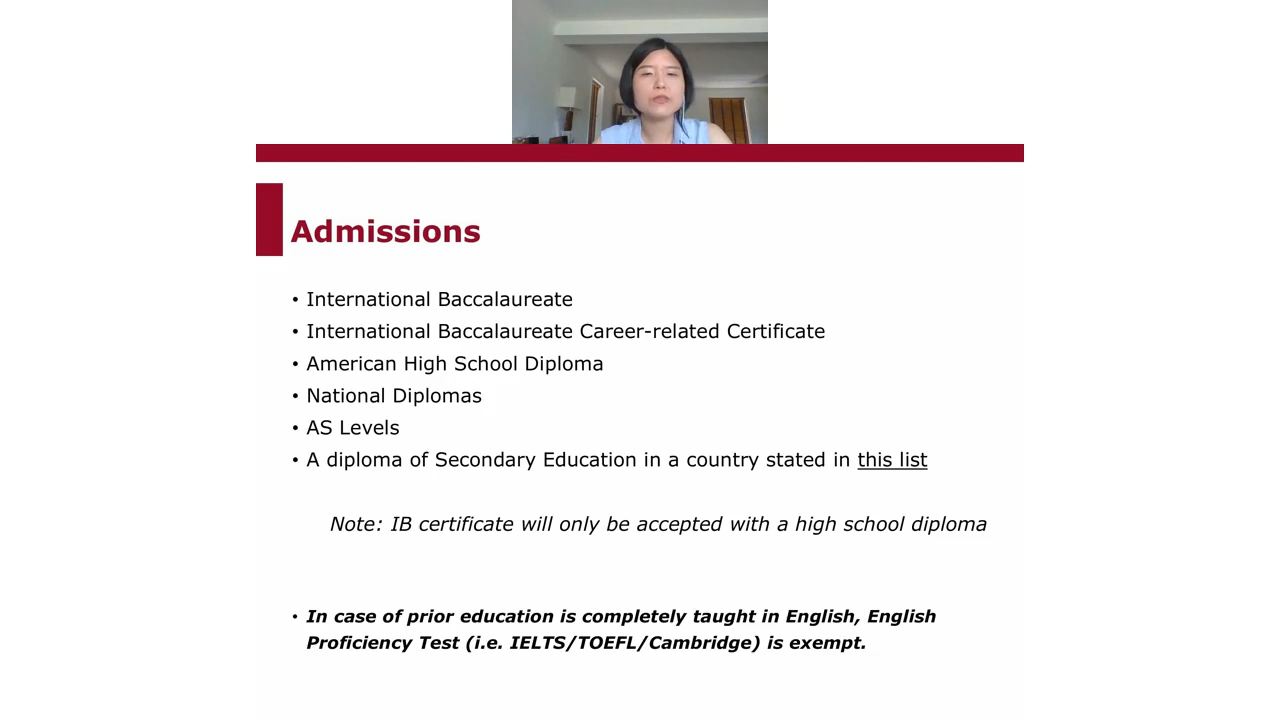 Admissions
• International Baccalaureate
• International Baccalaureate Career-related Certificate
• American High School Diploma
• National Diplomas
• AS Levels
• A diploma of Secondary Education in a country stated in this list
Note: IB certificate will only be accepted with a high school diploma
• In case of prior education is completely taught in English, English
Proficiency Test (i.e. IELTS/TOEFL/Cambridge) is exempt.